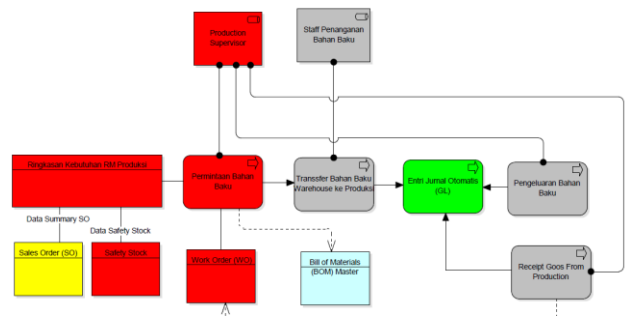 Production
Supervisor
Staff Penanganan
Bahan Baku
Ringkasan Kebutuhan RM Produksi
Permintaan Bahan
Baku
Transsfer Bahan Baku
Warehouse ke Produksi
Entri Jurnal Otomatis
(GL)
Pengeluaran Bahan
Baku
Data Summary SO
Data Safety Stock
Sales Order (SO)
Safety Stock
Work Order (WO)
Bill of Materials
(BOM) Master
Receipt Goos From
Production